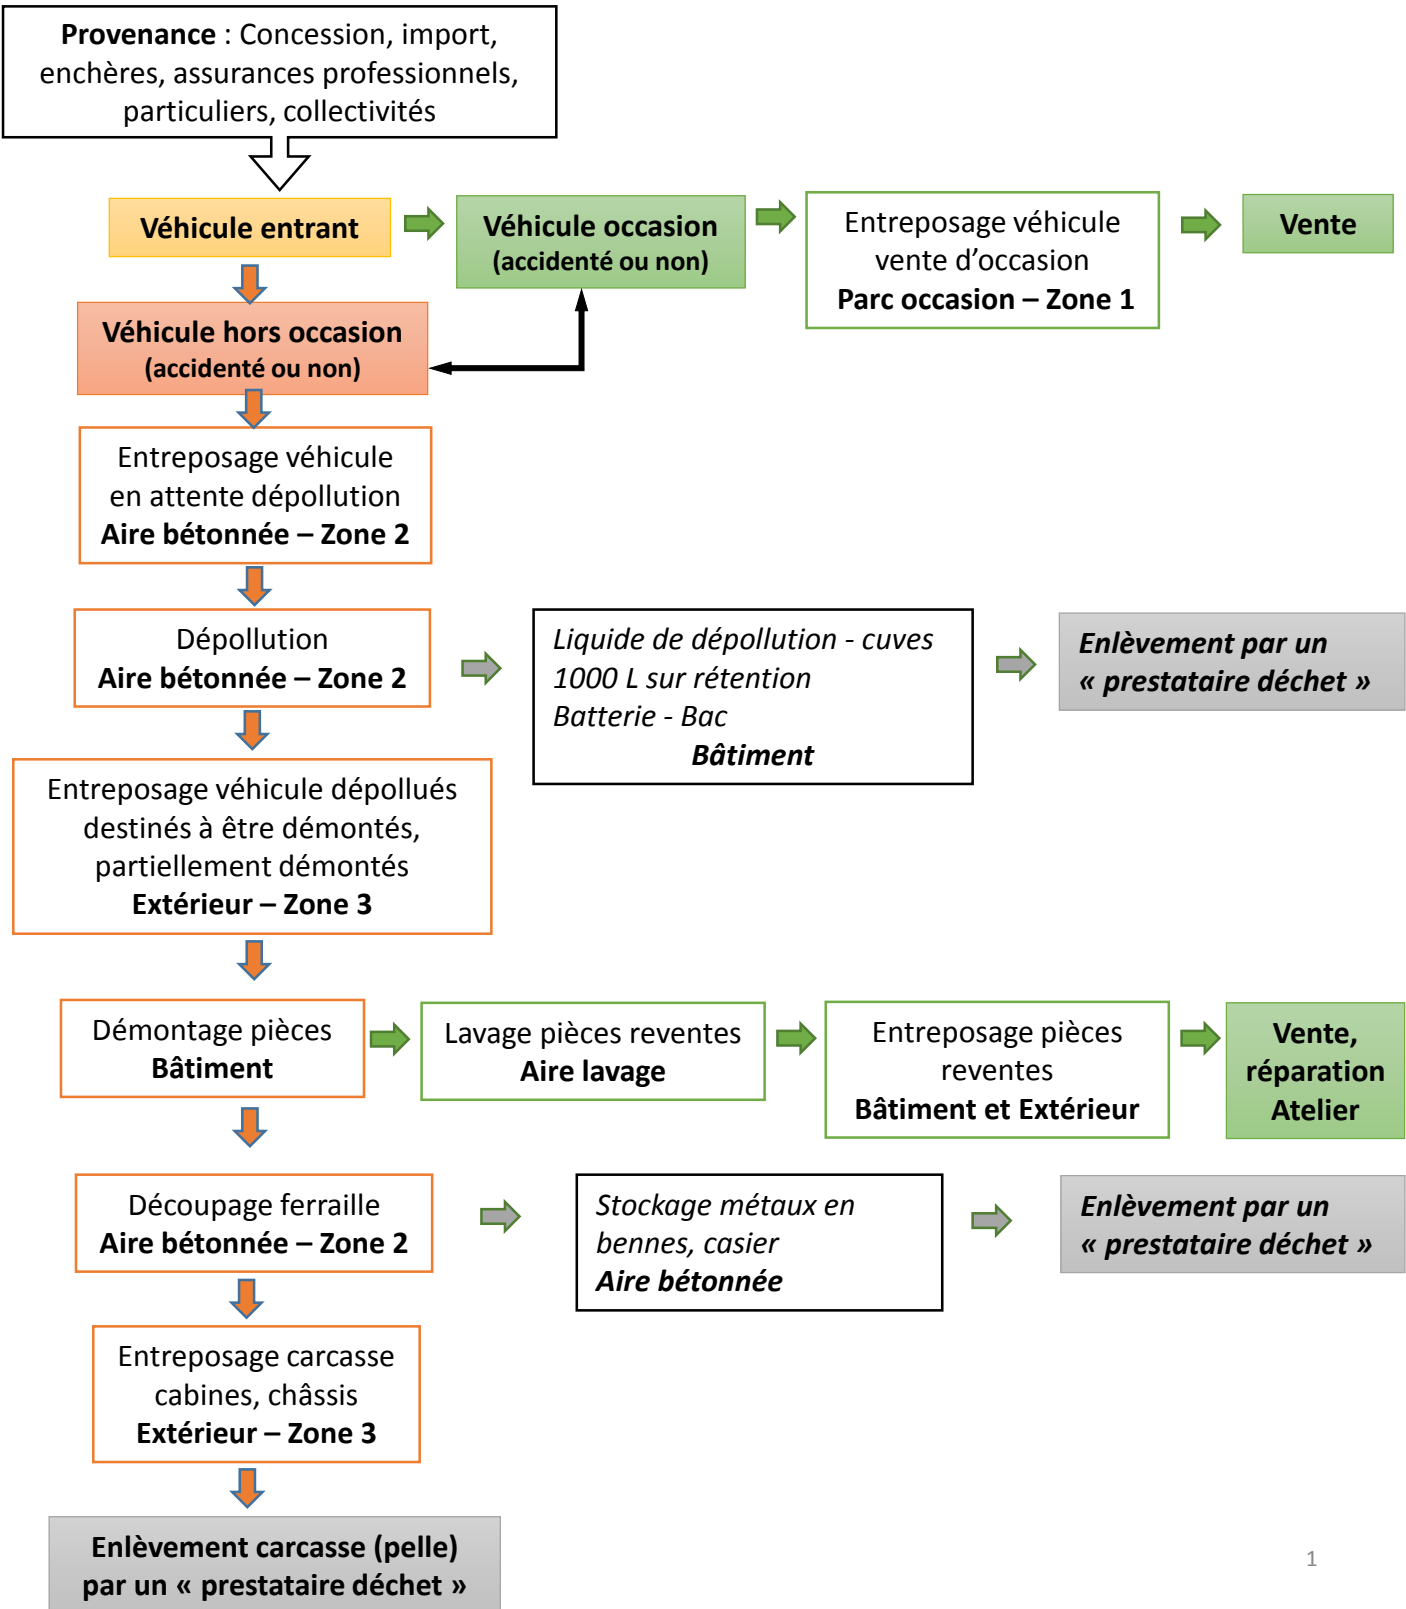 Provenance : Concession, import,
enchères, assurances professionnels,
particuliers, collectivités
Véhicule entrant
Véhicule occasion
(accidenté ou non)
Entreposage véhicule
vente d’occasion
Parc occasion – Zone 1
Vente
Véhicule hors occasion
(accidenté ou non)
Entreposage véhicule
en attente dépollution
Aire bétonnée – Zone 2
Dépollution
Aire bétonnée – Zone 2
Liquide de dépollution - cuves
1000 L sur rétention
Batterie - Bac
Bâtiment
Enlèvement par un
« prestataire déchet »
Entreposage véhicule dépollués
destinés à être démontés,
partiellement démontés
Extérieur – Zone 3
Démontage pièces
Bâtiment
Lavage pièces reventes
Aire lavage
Entreposage pièces
reventes
Bâtiment et Extérieur
Vente,
réparation
Atelier
Découpage ferraille
Aire bétonnée – Zone 2
Stockage métaux en
bennes, casier
Aire bétonnée
Enlèvement par un
« prestataire déchet »
Entreposage carcasse
cabines, châssis
Extérieur – Zone 3
Enlèvement carcasse (pelle)
par un « prestataire déchet »
1